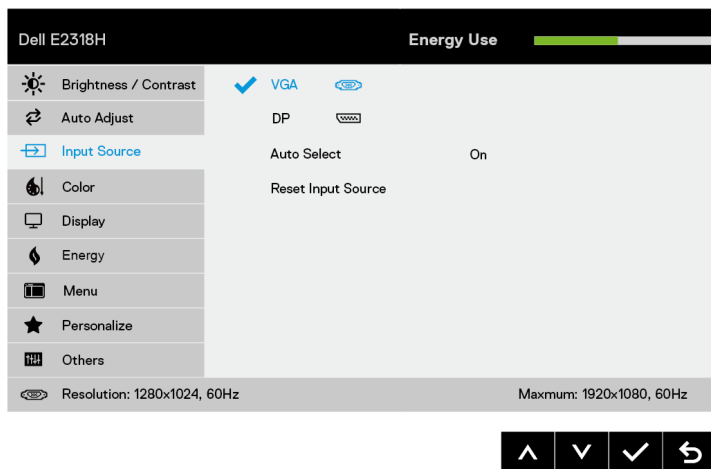 Dell E2318H Energy Use
Brightness / Contrast VGA
Auto Adjust DP
Input Source Auto Select On
Color Reset Input Source
Display
Energy
Menu
Personalize
Others
Resolution: 1280x1024, 60Hz Maxmum: 1920x1080, 60Hz